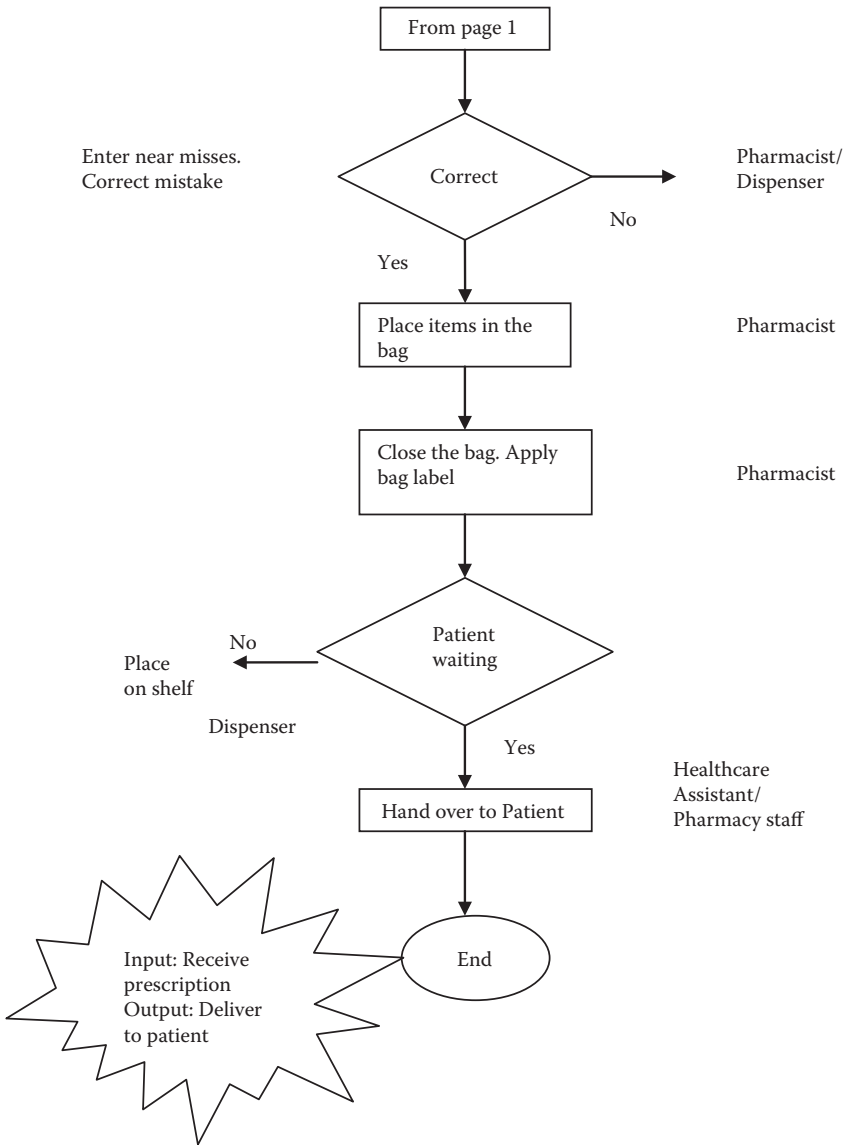 From page 1
Enter near misses.
Correct mistake
Correct
Pharmacist/
Dispenser
No
Yes
Place items in the
bag
Pharmacist
Close the bag. Apply
bag label
Pharmacist
Patient
waiting
No
Place
on shelf
Dispenser
Yes
Healthcare
Assistant/
Pharmacy staff
Hand over to Patient
Input: Receive
prescription
Output: Deliver
to patient
End